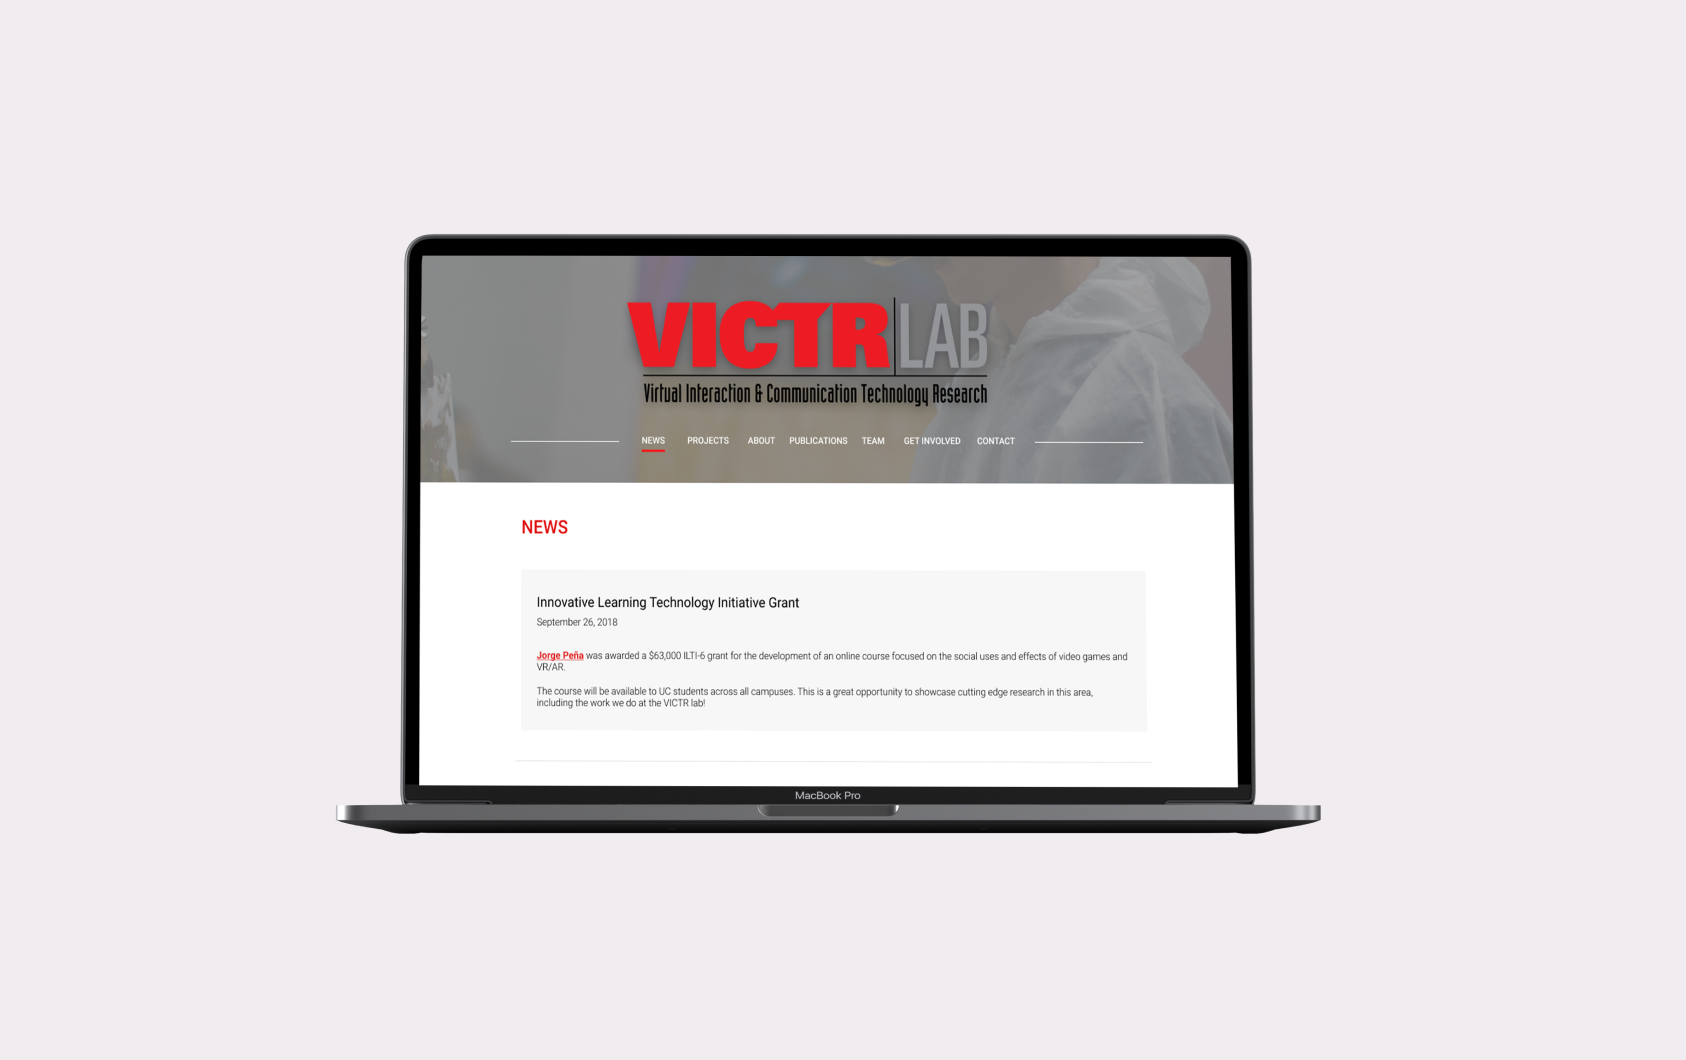 VICTR LAB
Virtual Interaction & Communication Technology Research
NEWS PROJECTS ABOUT PUBLICATIONS TEAM GET INVOLVED CONTACT
NEWS
Innovative Learning Technology Initiative Grant
September 26, 2018
Jorge Peña was awarded a $63,000 ILTI-6 grant for the development of an online course focused on the social uses and effects of video games and
VR/AR.
The course will be available to UC students across all campuses. This is a great opportunity to showcase cutting edge research in this area,
including the work we do at the VICTR lab!
MacBook Pro